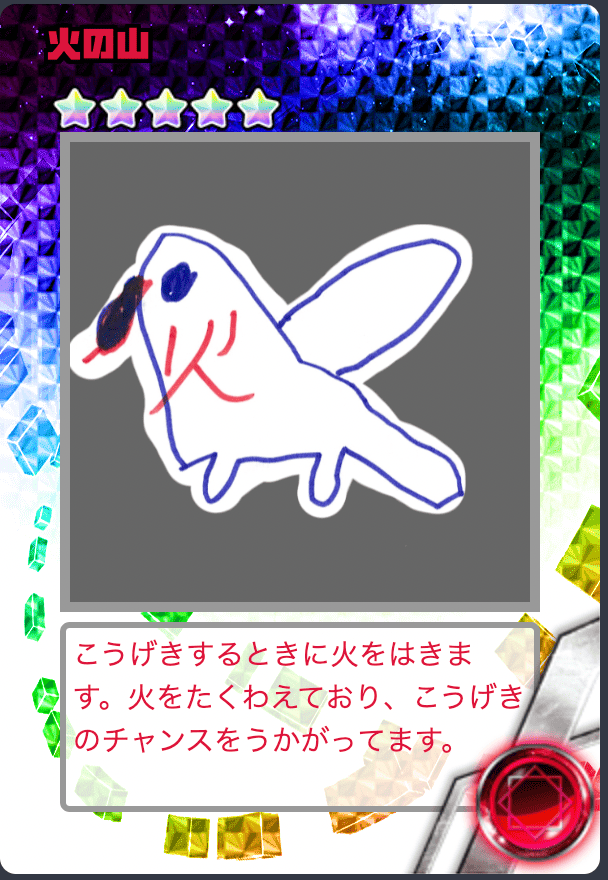 火の山
火
こうげきするときに火をはきま
す。火をたくわえており、こうげき
のチャンスをうかがってます。